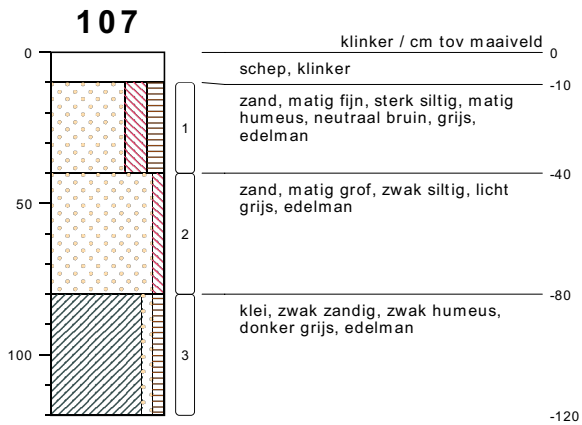 107
klinker / cm tov maaiveld
0
0
schep, klinker
-10
zand, matig fijn, sterk siltig, matig
humeus, neutraal bruin, grijs,
edelman
1
-40
zand, matig grof, zwak siltig, licht
grijs, edelman
50
2
-80
klei, zwak zandig, zwak humeus,
donker grijs, edelman
100
3
-120